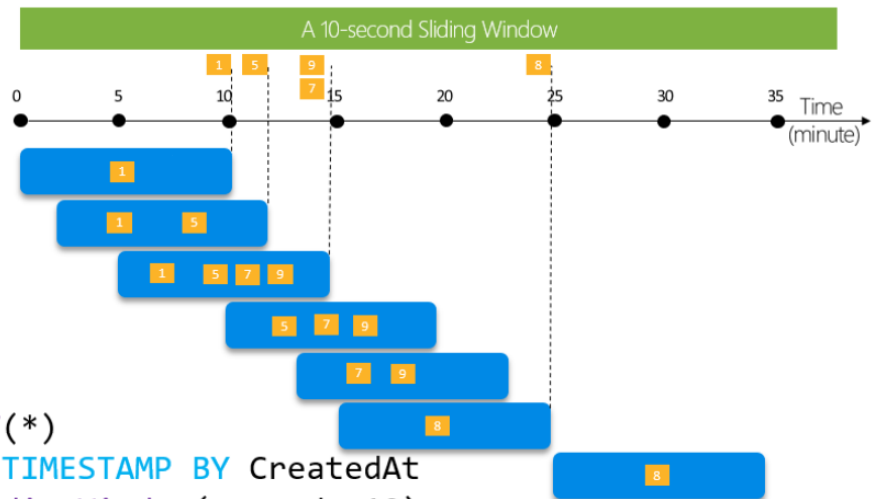 A 10-second Sliding Window
1 5 9 8
7
0 5 10 15 20 25 30 35 Time
(minute)
1
1 5
1 5 7 9
5 7 9
7 9
8
(*)
TIMESTAMP BY CreatedAt
8